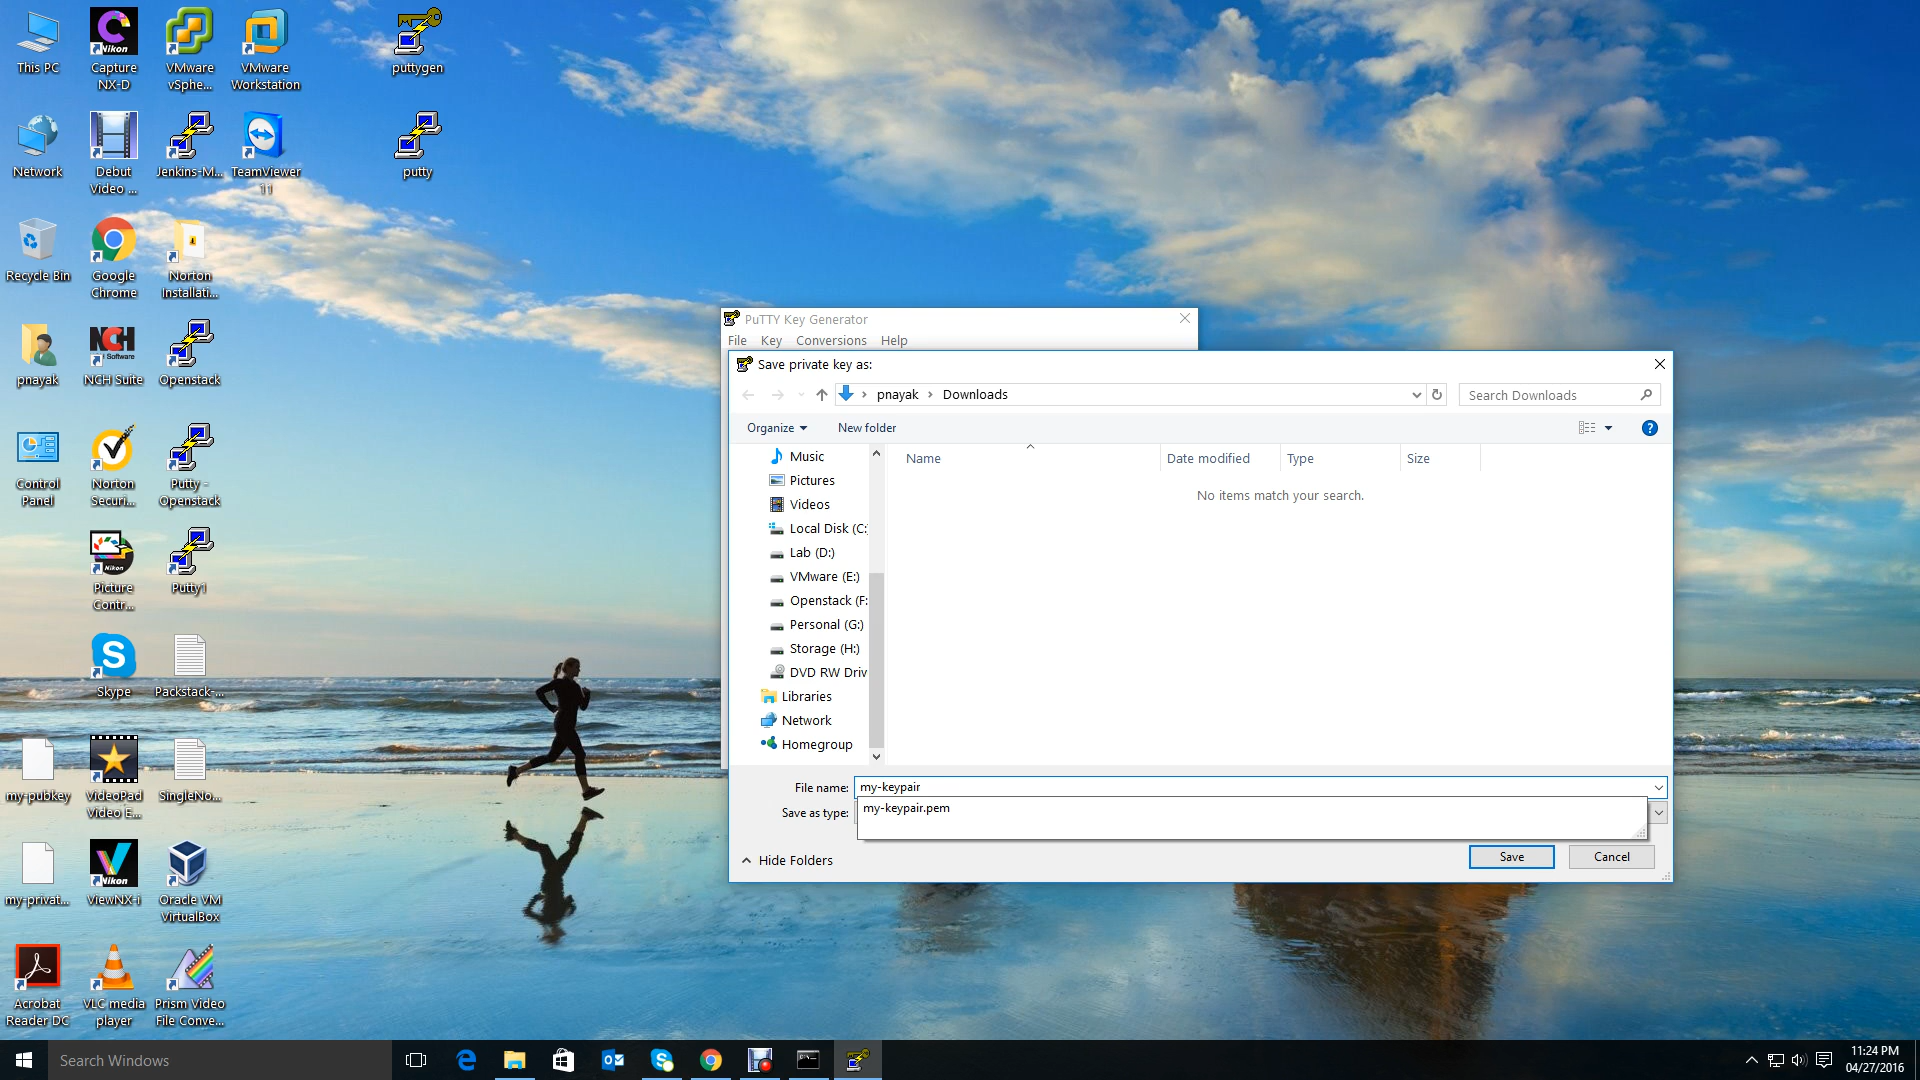 This PC
Capture
NX-D
VMware
vSphe...
VMware
Workstation
puttygen
Network
Debut
Video ...
Jenkins-M...
TeamViewer
11
putty
Recycle Bin
Google
Chrome
Norton
Installati...
pnayak
NCH Suite
Openstack
Control
Panel
Norton
Securi...
Putty -
Openstack
Picture
Contr...
Putty1
Skype
Packstack-...
my-pubkey
VideoPad
Video E...
SingleNo...
my-privat...
ViewNX-i
Oracle VM
VirtualBox
Acrobat
Reader DC
VLC media
player
Prism Video
File Conve...
Nikon
NCH
Software
Nikon
Nikon
PuTTY Key Generator
File Key Conversions Help
Save private key as:
pnayak Downloads
Search Downloads
Organize New folder
Music
Pictures
Videos
Local Disk (C:
Lab (D:)
VMware (E:)
Openstack (F:
Personal (G:)
Storage (H:)
DVD RW Driv
Libraries
Network
Homegroup
Name Date modified Type Size
No items match your search.
File name: my-keypair
my-keypair.pem
Save as type:
Hide Folders
Save Cancel
Search Windows
11:24 PM
04/27/2016